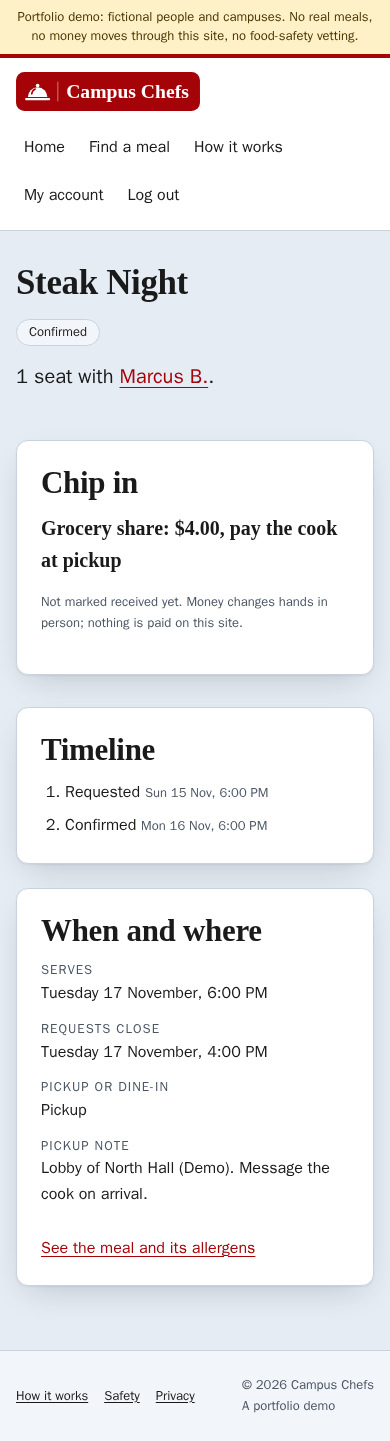 Portfolio demo: fictional people and campuses. No real meals,
no money moves through this site, no food-safety vetting.
Campus Chefs
Home Find a meal How it works
My account Log out
Steak Night
Confirmed
1 seat with Marcus B..
Chip in
Grocery share: $4.00, pay the cook
at pickup
Not marked received yet. Money changes hands in
person; nothing is paid on this site.
Timeline
1. Requested Sun 15 Nov, 6:00 PM
2. Confirmed Mon 16 Nov, 6:00 PM
When and where
SERVES
Tuesday 17 November, 6:00 PM
REQUESTS CLOSE
Tuesday 17 November, 4:00 PM
PICKUP OR DINE-IN
Pickup
PICKUP NOTE
Lobby of North Hall (Demo). Message the
cook on arrival.
See the meal and its allergens
How it works Safety Privacy
© 2026 Campus Chefs
A portfolio demo